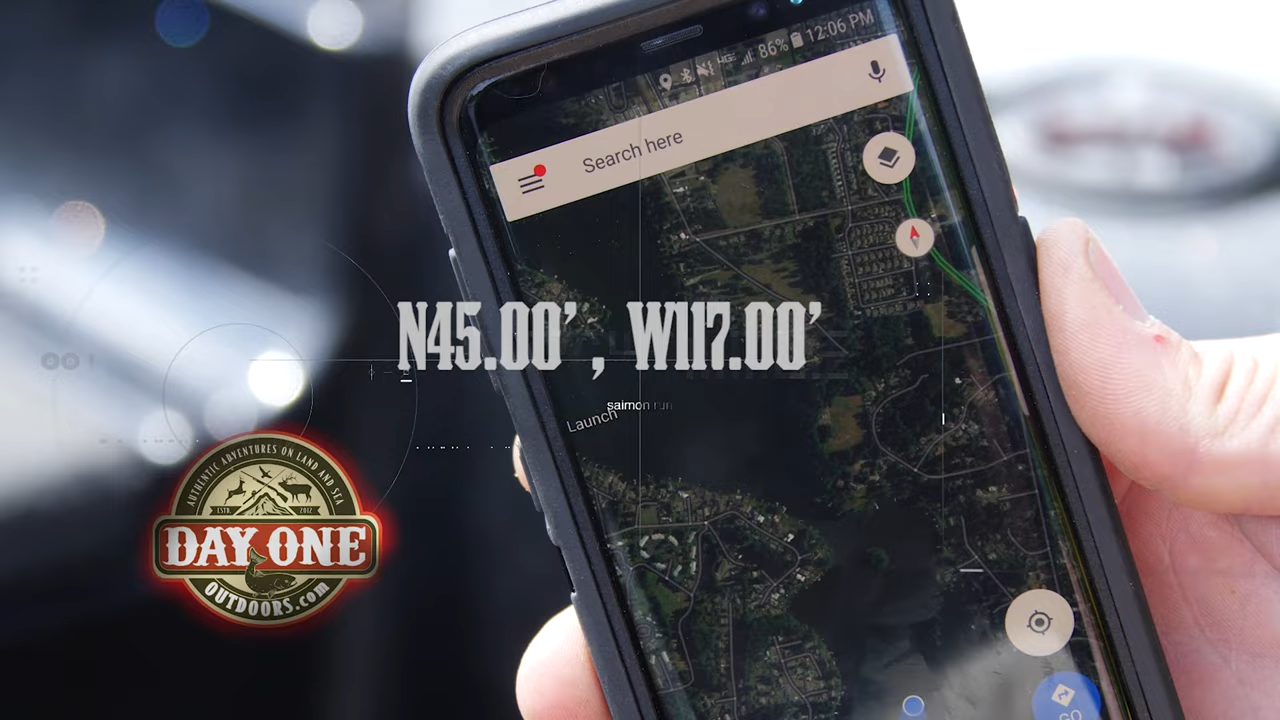 4G 86% 12:06 PM
Search here
N45.00', W117.00'
salmon run
Launch
AUTHENTIC ADVENTURES ON LAND AND SEA
ESTD. 2012
DAY ONE
OUTDOORS.com
GO